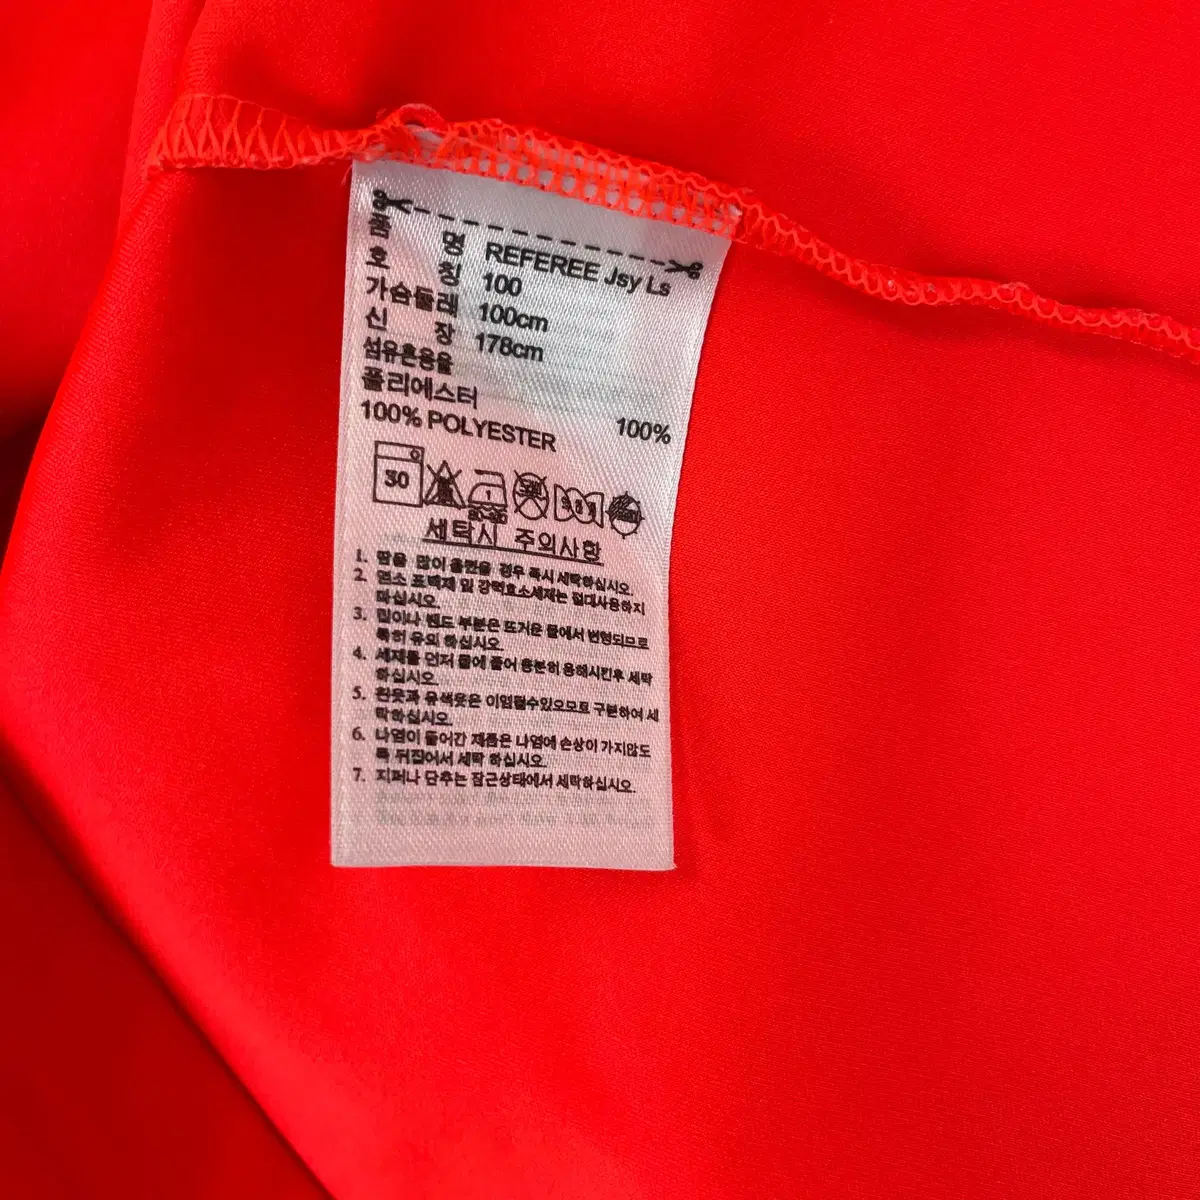 품 명 REFEREE Jsy Ls
호 칭 100
가슴둘레 100cm
신 장 178cm
섬유혼용율
폴리에스터 100%
100% POLYESTER
30
세탁시 주의사항
1. 땀을 많이 흘렸을 경우 즉시 세탁하십시오.
2. 염소 표백제 및 강력효소세제는 절대사용하지
마십시오.
3. 밑이나 밴드 부분은 뜨거운 물에서 변형되므로
특히 유의 하십시오.
4. 세제를 먼저 물에 풀어 충분히 용해시킨후 세탁
하십시오.
5. 흰옷과 유색옷은 이염될수있으므로 구분하여 세
탁하십시오.
6. 나염이 들어간 제품은 나염에 손상이 가지않도
록 뒤집어서 세탁 하십시오.
7. 지퍼나 단추는 잠근상태에서 세탁하십시오.